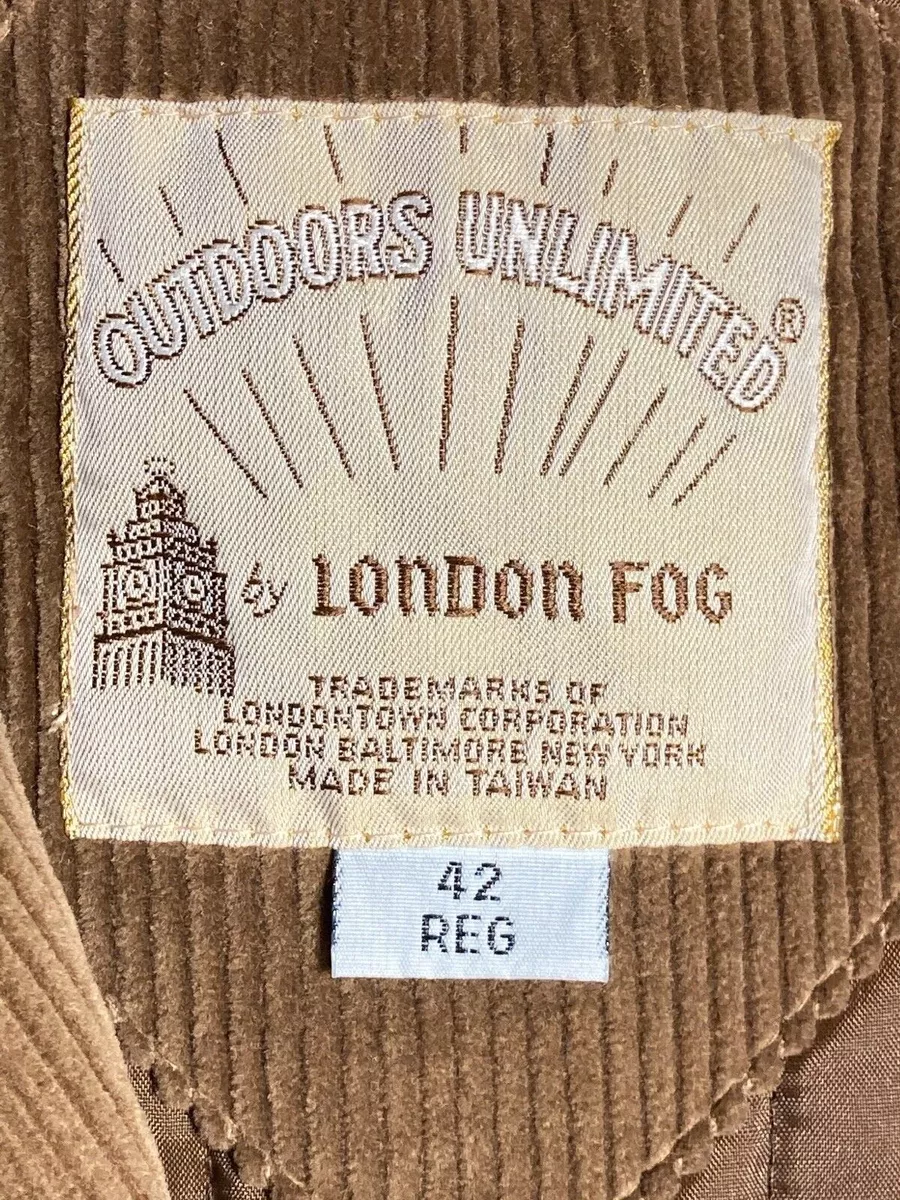 OUTDOORS UNLIMITED®
by LONDON FOG
TRADEMARKS OF
LONDONTOWN CORPORATION
LONDON BALTIMORE NEW YORK
MADE IN TAIWAN
42
REG